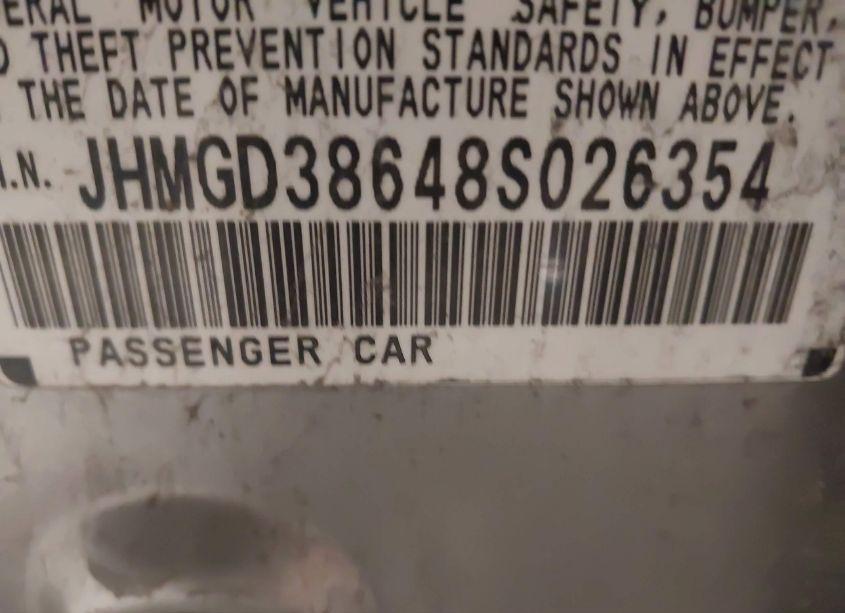 ERAL MOTOR VEHICLE SAFETY, BUMPER,
THEFT PREVENTION STANDARDS IN EFFECT
THE DATE OF MANUFACTURE SHOWN ABOVE.
I.N. JHMGD38648S026354
PASSENGER CAR